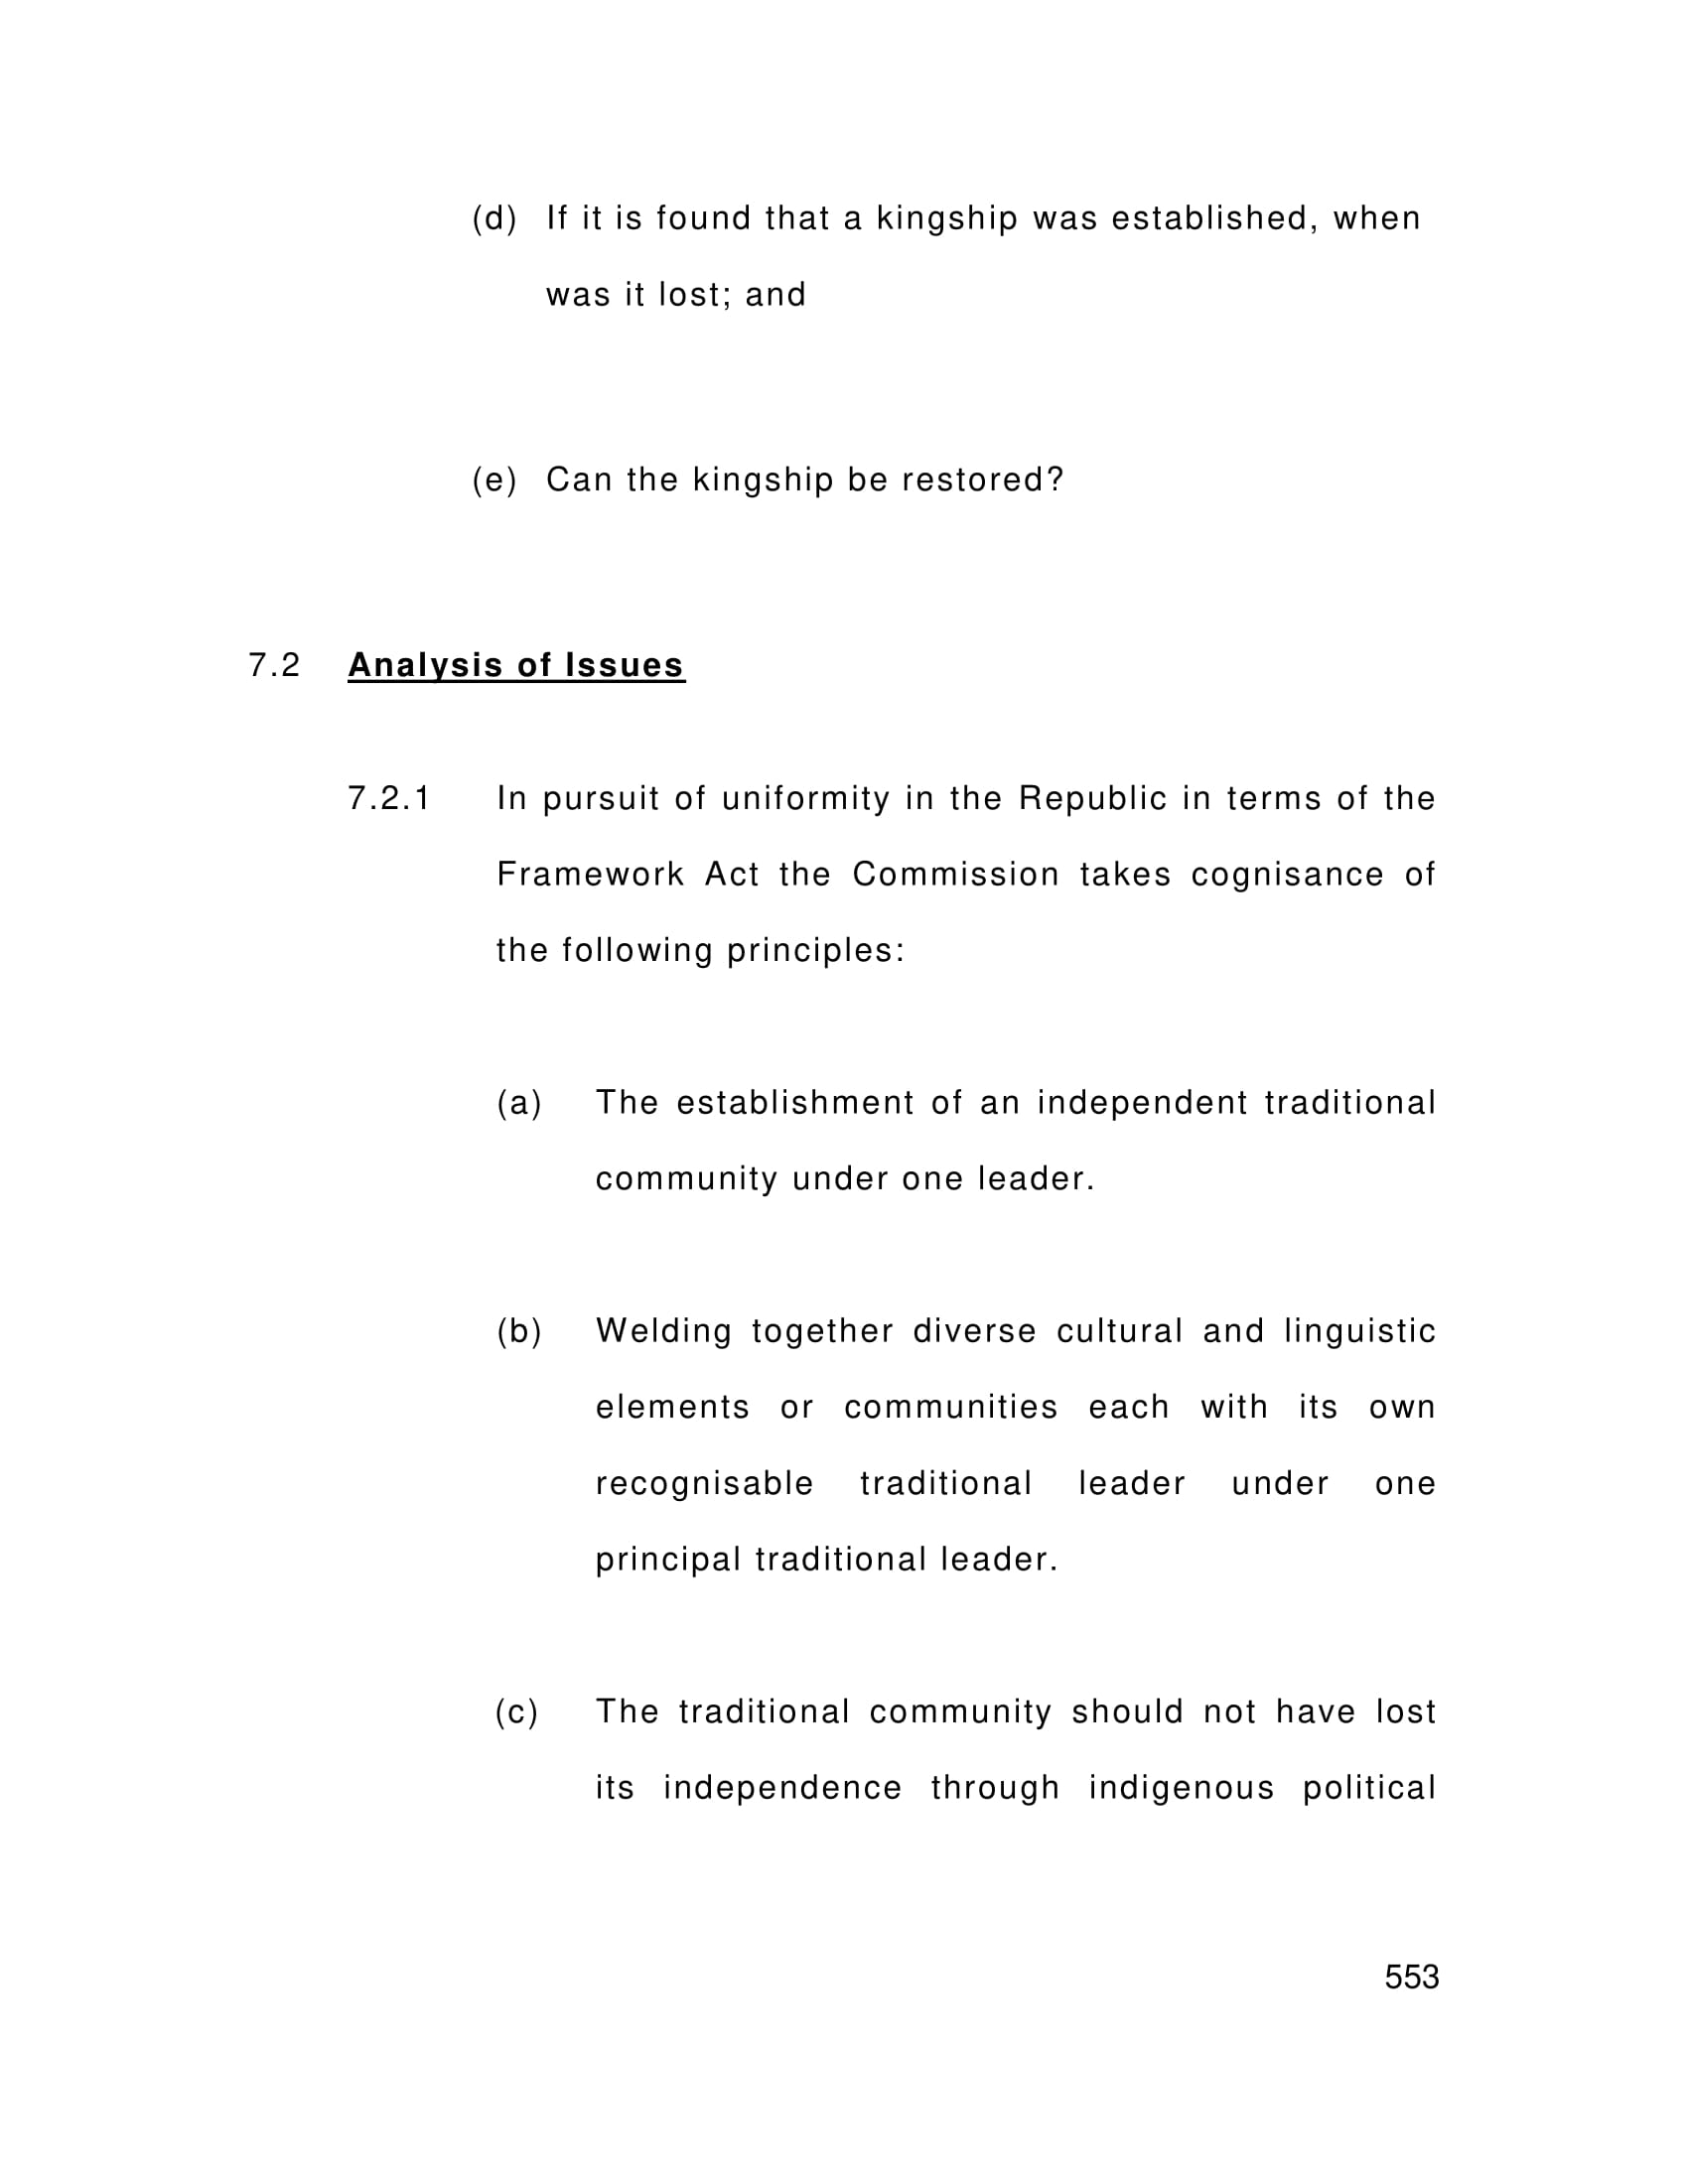 (d) If it is found that a kingship was established, when
was it lost; and
(e) Can the kingship be restored?
7.2 Analysis of Issues
7.2.1 In pursuit of uniformity in the Republic in terms of the
Framework Act the Commission takes cognisance of
the following principles:
(a) The establishment of an independent traditional
community under one leader.
(b) Welding together diverse cultural and linguistic
elements or communities each with its own
recognisable traditional leader under one
principal traditional leader.
(c) The traditional community should not have lost
its independence through indigenous political
553